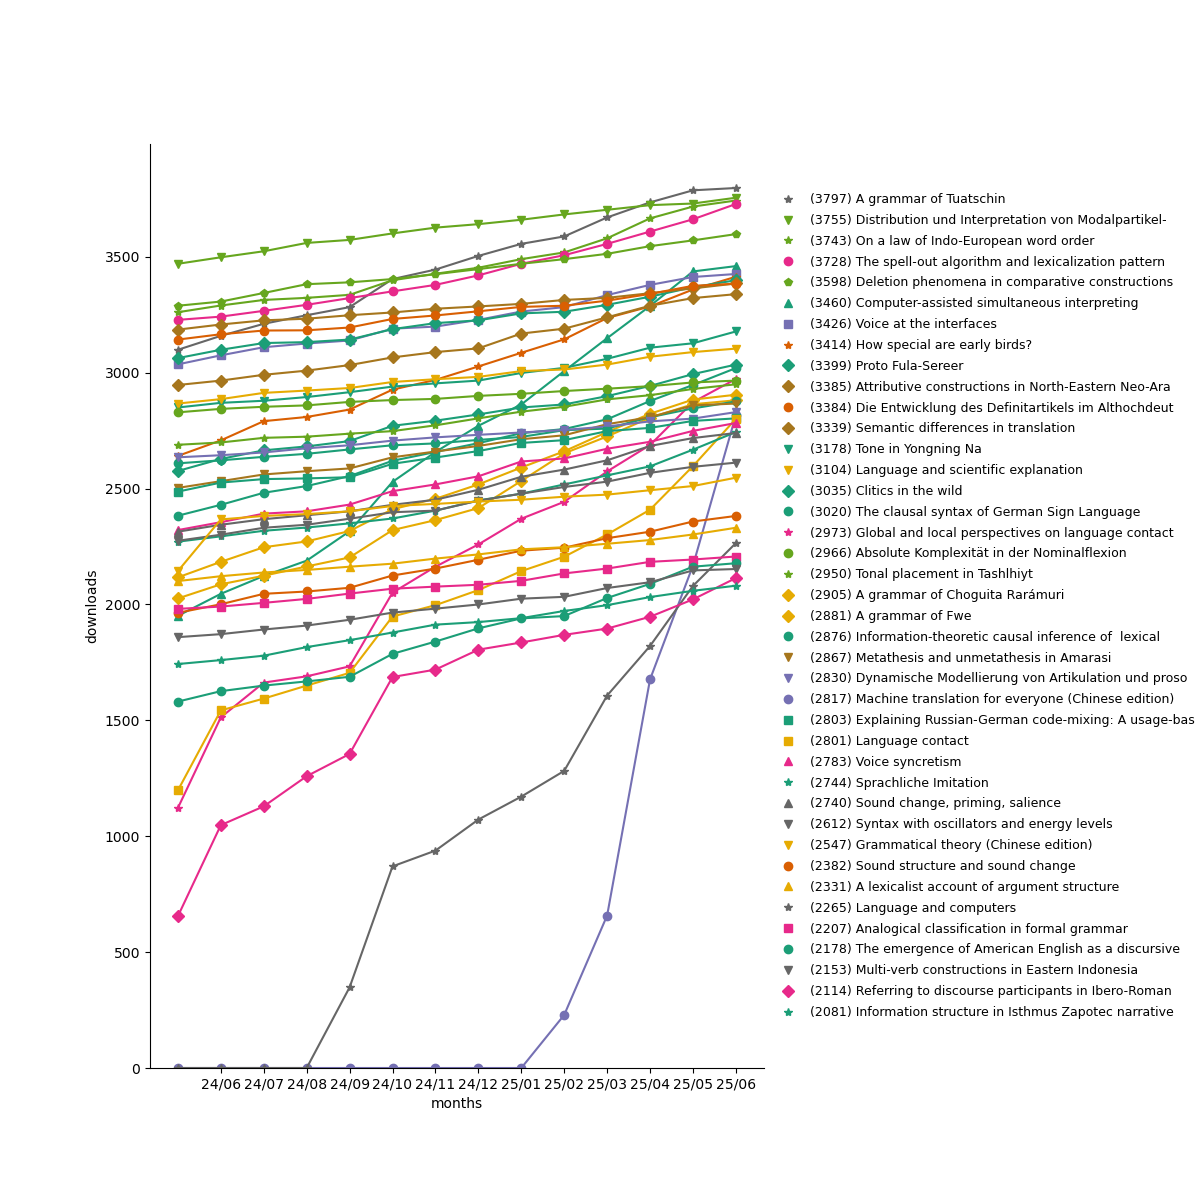 3500
3000
2500
2000
1500
1000
500
0
downloads
24/06 24/07 24/08 24/09 24/10 24/11 24/12 25/01 25/02 25/03 25/04 25/05 25/06
months
(3797) A grammar of Tuatschin
(3755) Distribution und Interpretation von Modalpartikel-
(3743) On a law of Indo-European word order
(3728) The spell-out algorithm and lexicalization pattern
(3598) Deletion phenomena in comparative constructions
(3460) Computer-assisted simultaneous interpreting
(3426) Voice at the interfaces
(3414) How special are early birds?
(3399) Proto Fula-Sereer
(3385) Attributive constructions in North-Eastern Neo-Ara
(3384) Die Entwicklung des Definitartikels im Althochdeut
(3339) Semantic differences in translation
(3178) Tone in Yongning Na
(3104) Language and scientific explanation
(3035) Clitics in the wild
(3020) The clausal syntax of German Sign Language
(2973) Global and local perspectives on language contact
(2966) Absolute Komplexität in der Nominalflexion
(2950) Tonal placement in Tashlhiyt
(2905) A grammar of Choguita Rarámuri
(2881) A grammar of Fwe
(2876) Information-theoretic causal inference of  lexical
(2867) Metathesis and unmetathesis in Amarasi
(2830) Dynamische Modellierung von Artikulation und proso
(2817) Machine translation for everyone (Chinese edition)
(2803) Explaining Russian-German code-mixing: A usage-bas
(2801) Language contact
(2783) Voice syncretism
(2744) Sprachliche Imitation
(2740) Sound change, priming, salience
(2612) Syntax with oscillators and energy levels
(2547) Grammatical theory (Chinese edition)
(2382) Sound structure and sound change
(2331) A lexicalist account of argument structure
(2265) Language and computers
(2207) Analogical classification in formal grammar
(2178) The emergence of American English as a discursive
(2153) Multi-verb constructions in Eastern Indonesia
(2114) Referring to discourse participants in Ibero-Roman
(2081) Information structure in Isthmus Zapotec narrative